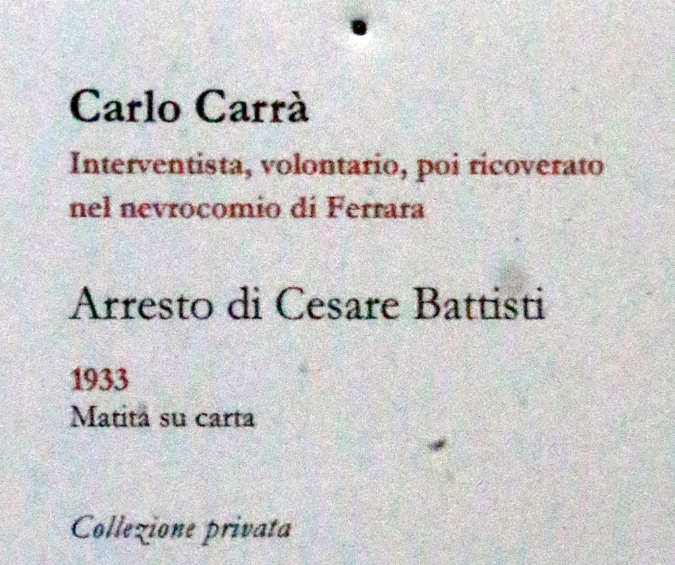 Carlo Carrà
Interventista, volontario, poi ricoverato
nel nevrocomio di Ferrara
Arresto di Cesare Battisti
1933
Matita su carta
Collezione privata